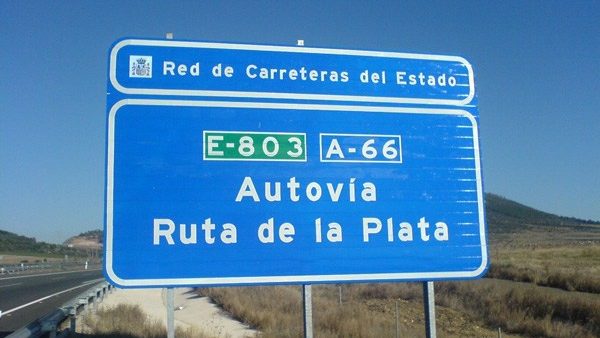 Red de Carreteras del Estado
E-803 A-66
Autovía
Ruta de la Plata